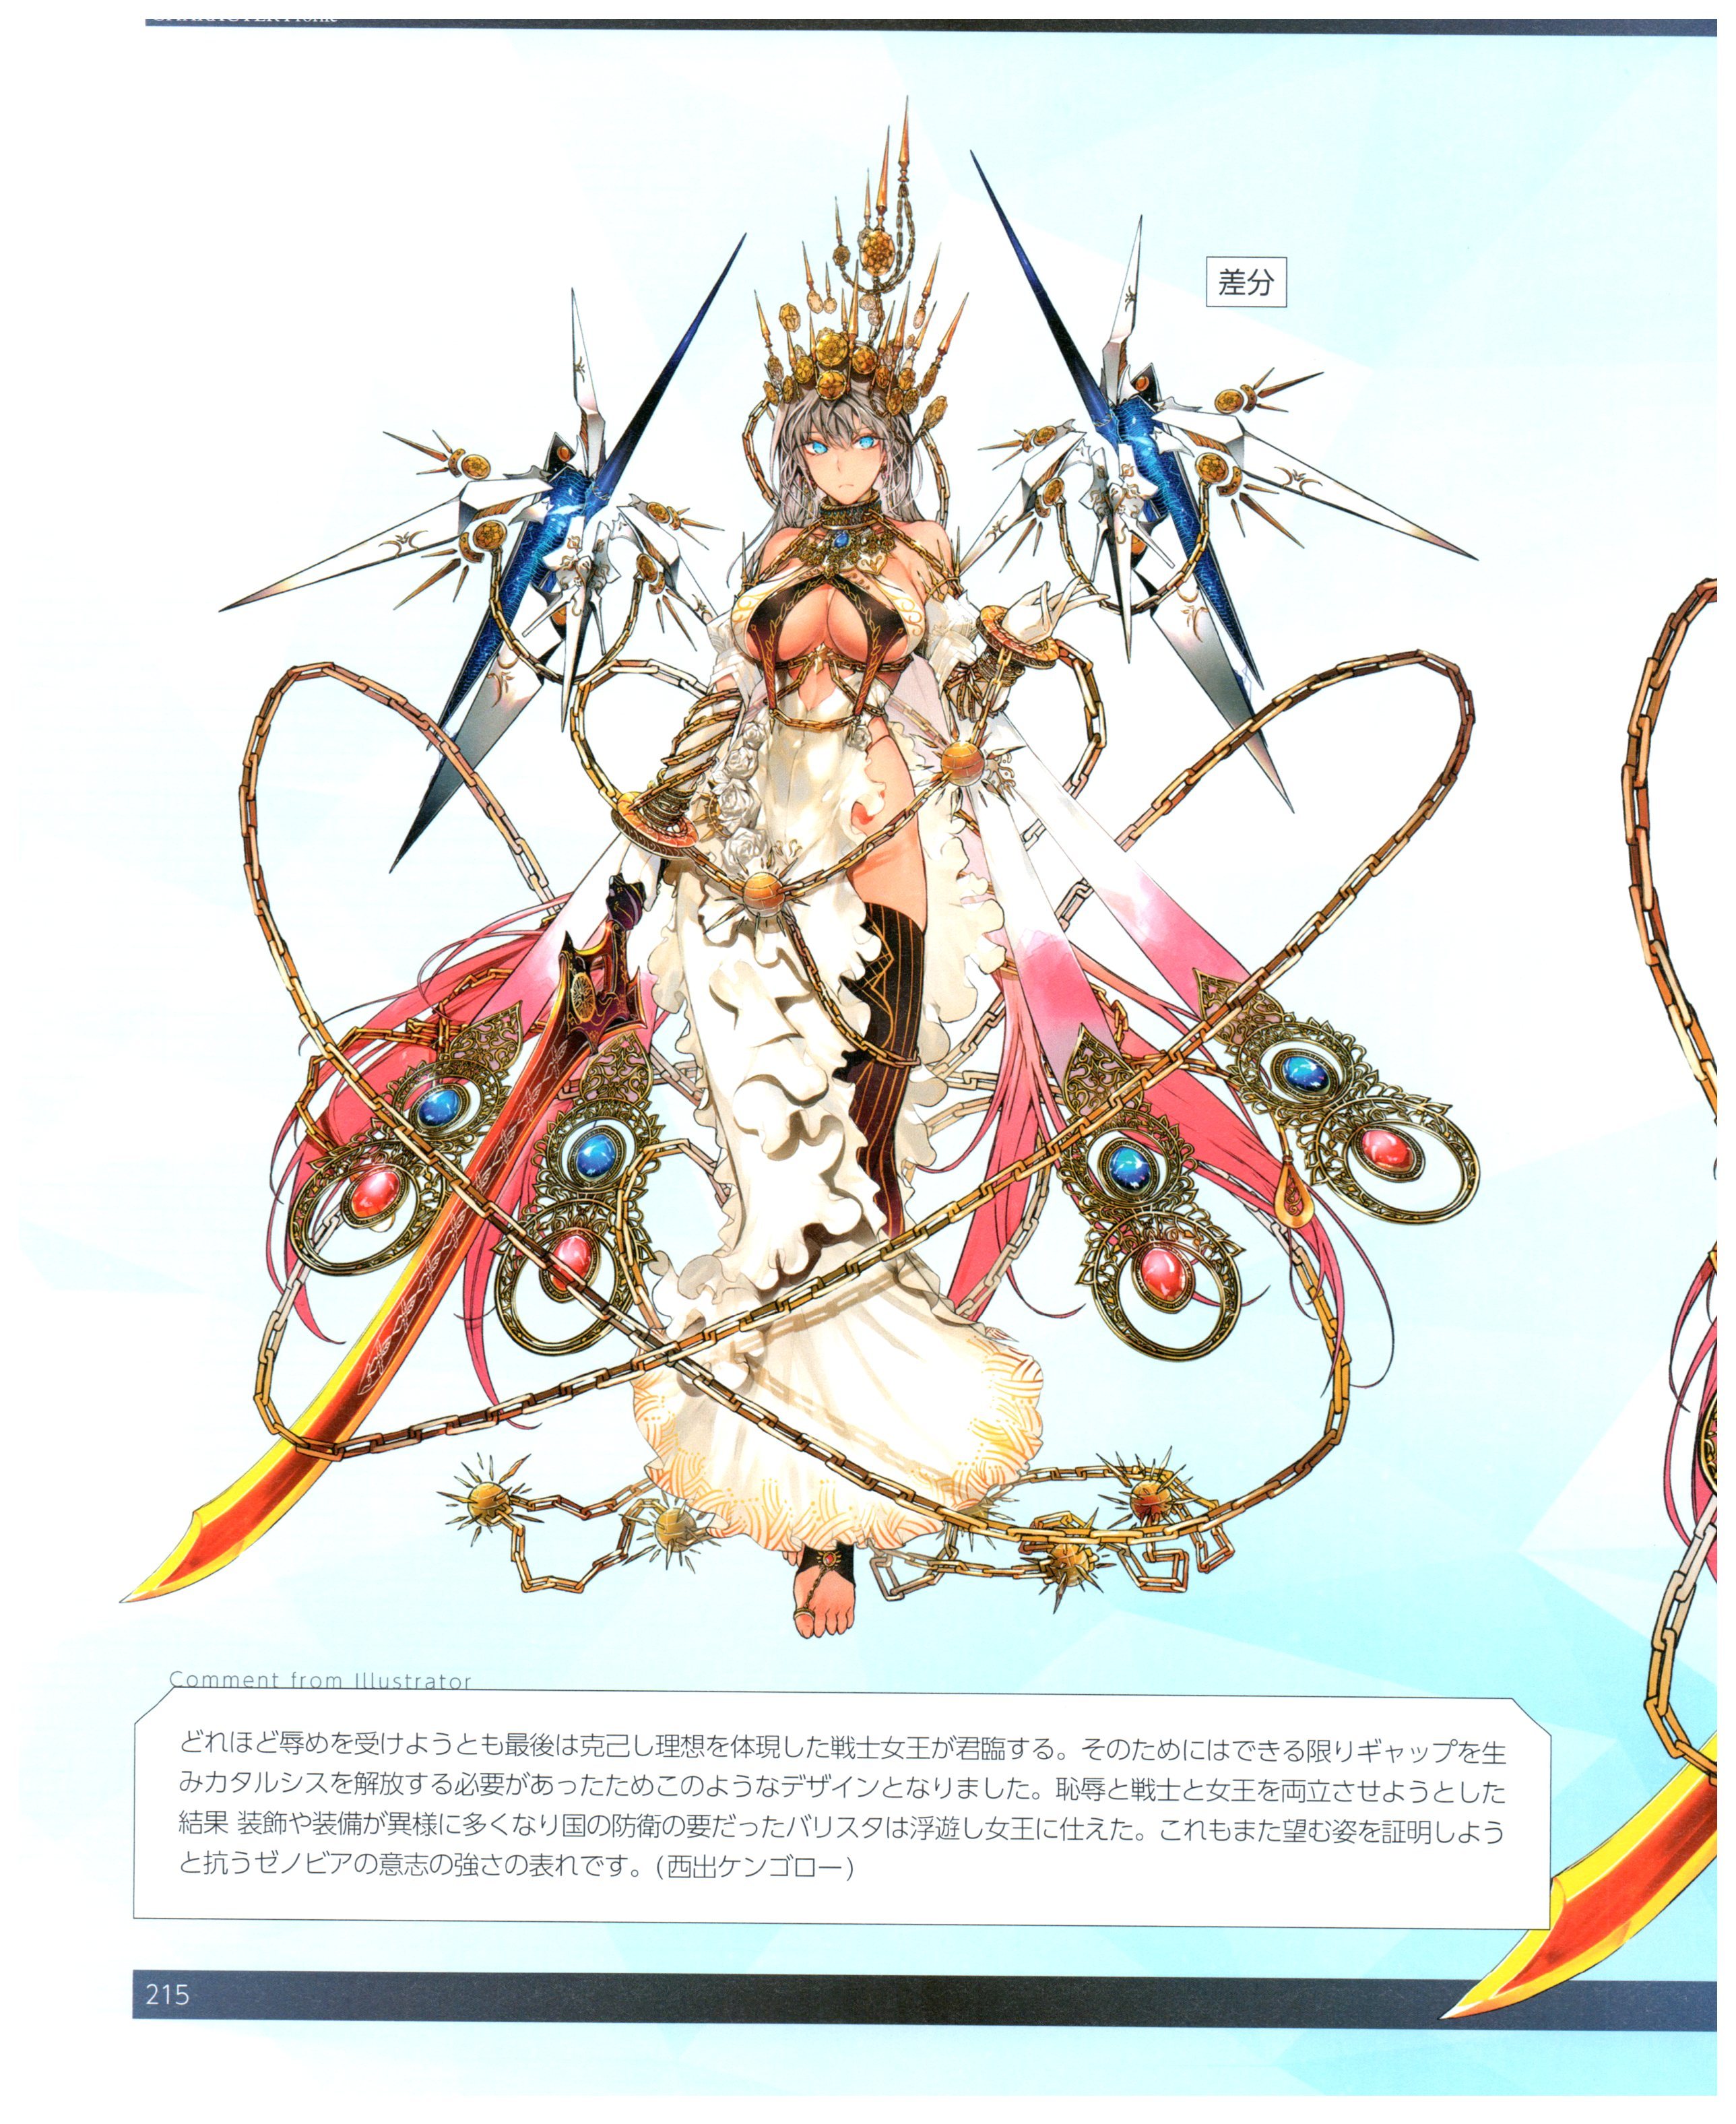 CHARACTER Profile
差分
Comment from Illustrator
どれほど辱めを受けようとも最後は克己し理想を体現した戦士女王が君臨する。そのためにはできる限りギャップを生
みカタルシスを解放する必要があったためこのようなデザインとなりました。恥辱と戦士と女王を両立させようとした
結果 装飾や装備が異様に多くなり国の防衛の要だったバリスタは浮遊し女王に仕えた。これもまた望む姿を証明しよう
と抗うゼノビアの意志の強さの表れです。(西出ケンゴロー)
215